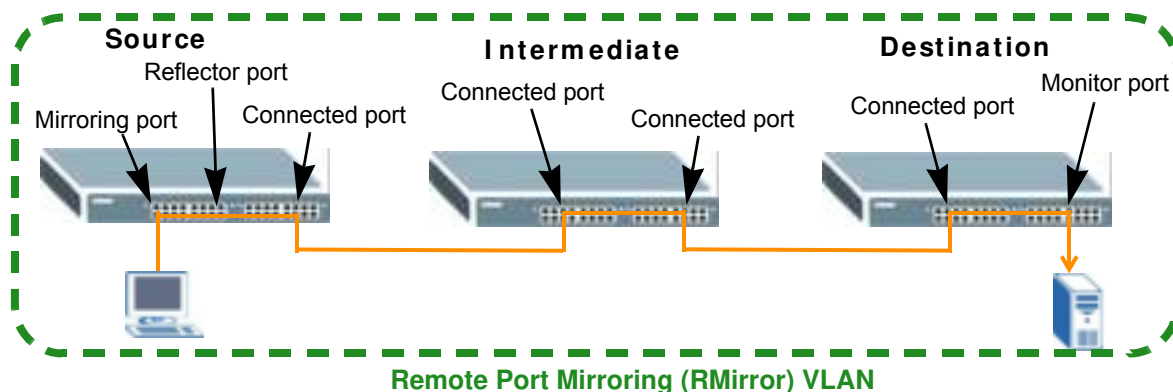 Source
Intermediate
Destination
Reflector port
Mirroring port
Connected port
Connected port
Connected port
Connected port
Monitor port
Remote Port Mirroring (RMirror) VLAN